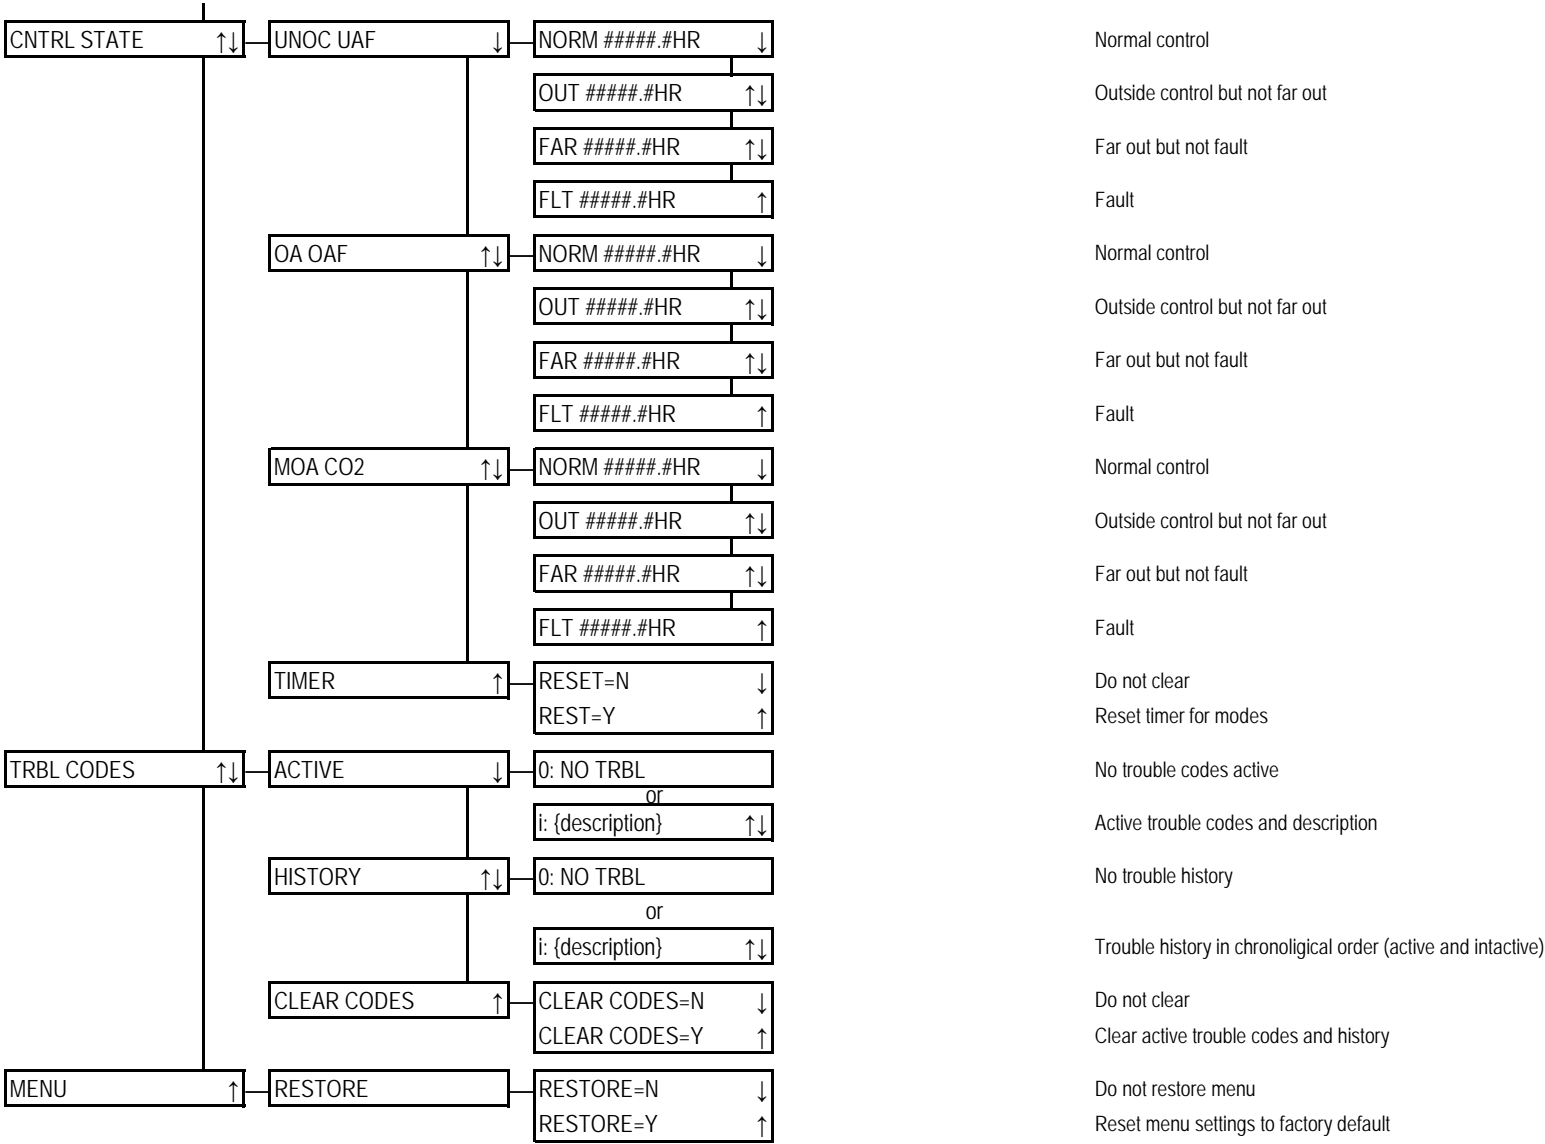 CNTRL STATE ↑↓ UNOC UAF ↓ NORM #####.#HR ↓ Normal control
OUT #####.#HR ↑↓ Outside control but not far out
FAR #####.#HR ↑↓ Far out but not fault
FLT #####.#HR ↑ Fault
OA OAF ↑↓ NORM #####.#HR ↓ Normal control
OUT #####.#HR ↑↓ Outside control but not far out
FAR #####.#HR ↑↓ Far out but not fault
FLT #####.#HR ↑ Fault
MOA CO2 ↑↓ NORM #####.#HR ↓ Normal control
OUT #####.#HR ↑↓ Outside control but not far out
FAR #####.#HR ↑↓ Far out but not fault
FLT #####.#HR ↑ Fault
TIMER ↑ RESET=N ↓ Do not clear
REST=Y ↑ Reset timer for modes
TRBL CODES ↑↓ ACTIVE ↓ 0: NO TRBL No trouble codes active
or
i: {description} ↑↓ Active trouble codes and description
HISTORY ↑↓ 0: NO TRBL No trouble history
or
i: {description} ↑↓ Trouble history in chronoligical order (active and intactive)
CLEAR CODES ↑ CLEAR CODES=N ↓ Do not clear
CLEAR CODES=Y ↑ Clear active trouble codes and history
MENU ↑ RESTORE RESTORE=N ↓ Do not restore menu
RESTORE=Y ↑ Reset menu settings to factory default